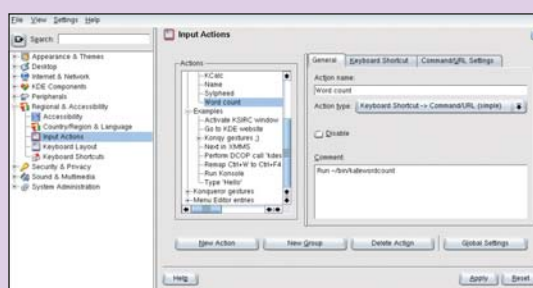 File View Settings Help
Search:
Appearance & Themes
Desktop
Internet & Network
KDE Components
Peripherals
Regional & Accessibility
Accessibility
Country/Region & Language
Input Actions
Keyboard Layout
Keyboard Shortcuts
Security & Privacy
Sound & Multimedia
System Administration
Input Actions
Actions
KCalc
Name
Sylpheed
Word count
Examples
Activate KSIRC window
Go to KDE website
Konqy gestures ;)
Next in XMMS
Perform DCOP call 'kdes
Remap Ctrl+W to Ctrl+F4
Run Konsole
Type 'Hello'
Konqueror gestures
Menu Editor entries
General Keyboard Shortcut Command/URL Settings
Action name:
Word count
Action type: Keyboard Shortcut -> Command/URL (simple)
Disable
Comment:
Run ~/bin/katewordcount
New Action New Group Delete Action Global Settings
Help Apply Reset